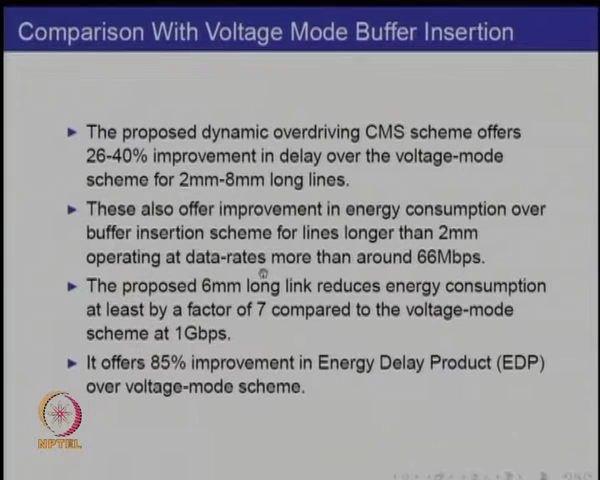 Comparison With Voltage Mode Buffer Insertion
The proposed dynamic overdriving CMS scheme offers
26-40% improvement in delay over the voltage-mode
scheme for 2mm-8mm long lines.
These also offer improvement in energy consumption over
buffer insertion scheme for lines longer than 2mm
operating at data-rates more than around 66Mbps.
The proposed 6mm long link reduces energy consumption
at least by a factor of 7 compared to the voltage-mode
scheme at 1Gbps.
It offers 85% improvement in Energy Delay Product (EDP)
over voltage-mode scheme.
NPTEL